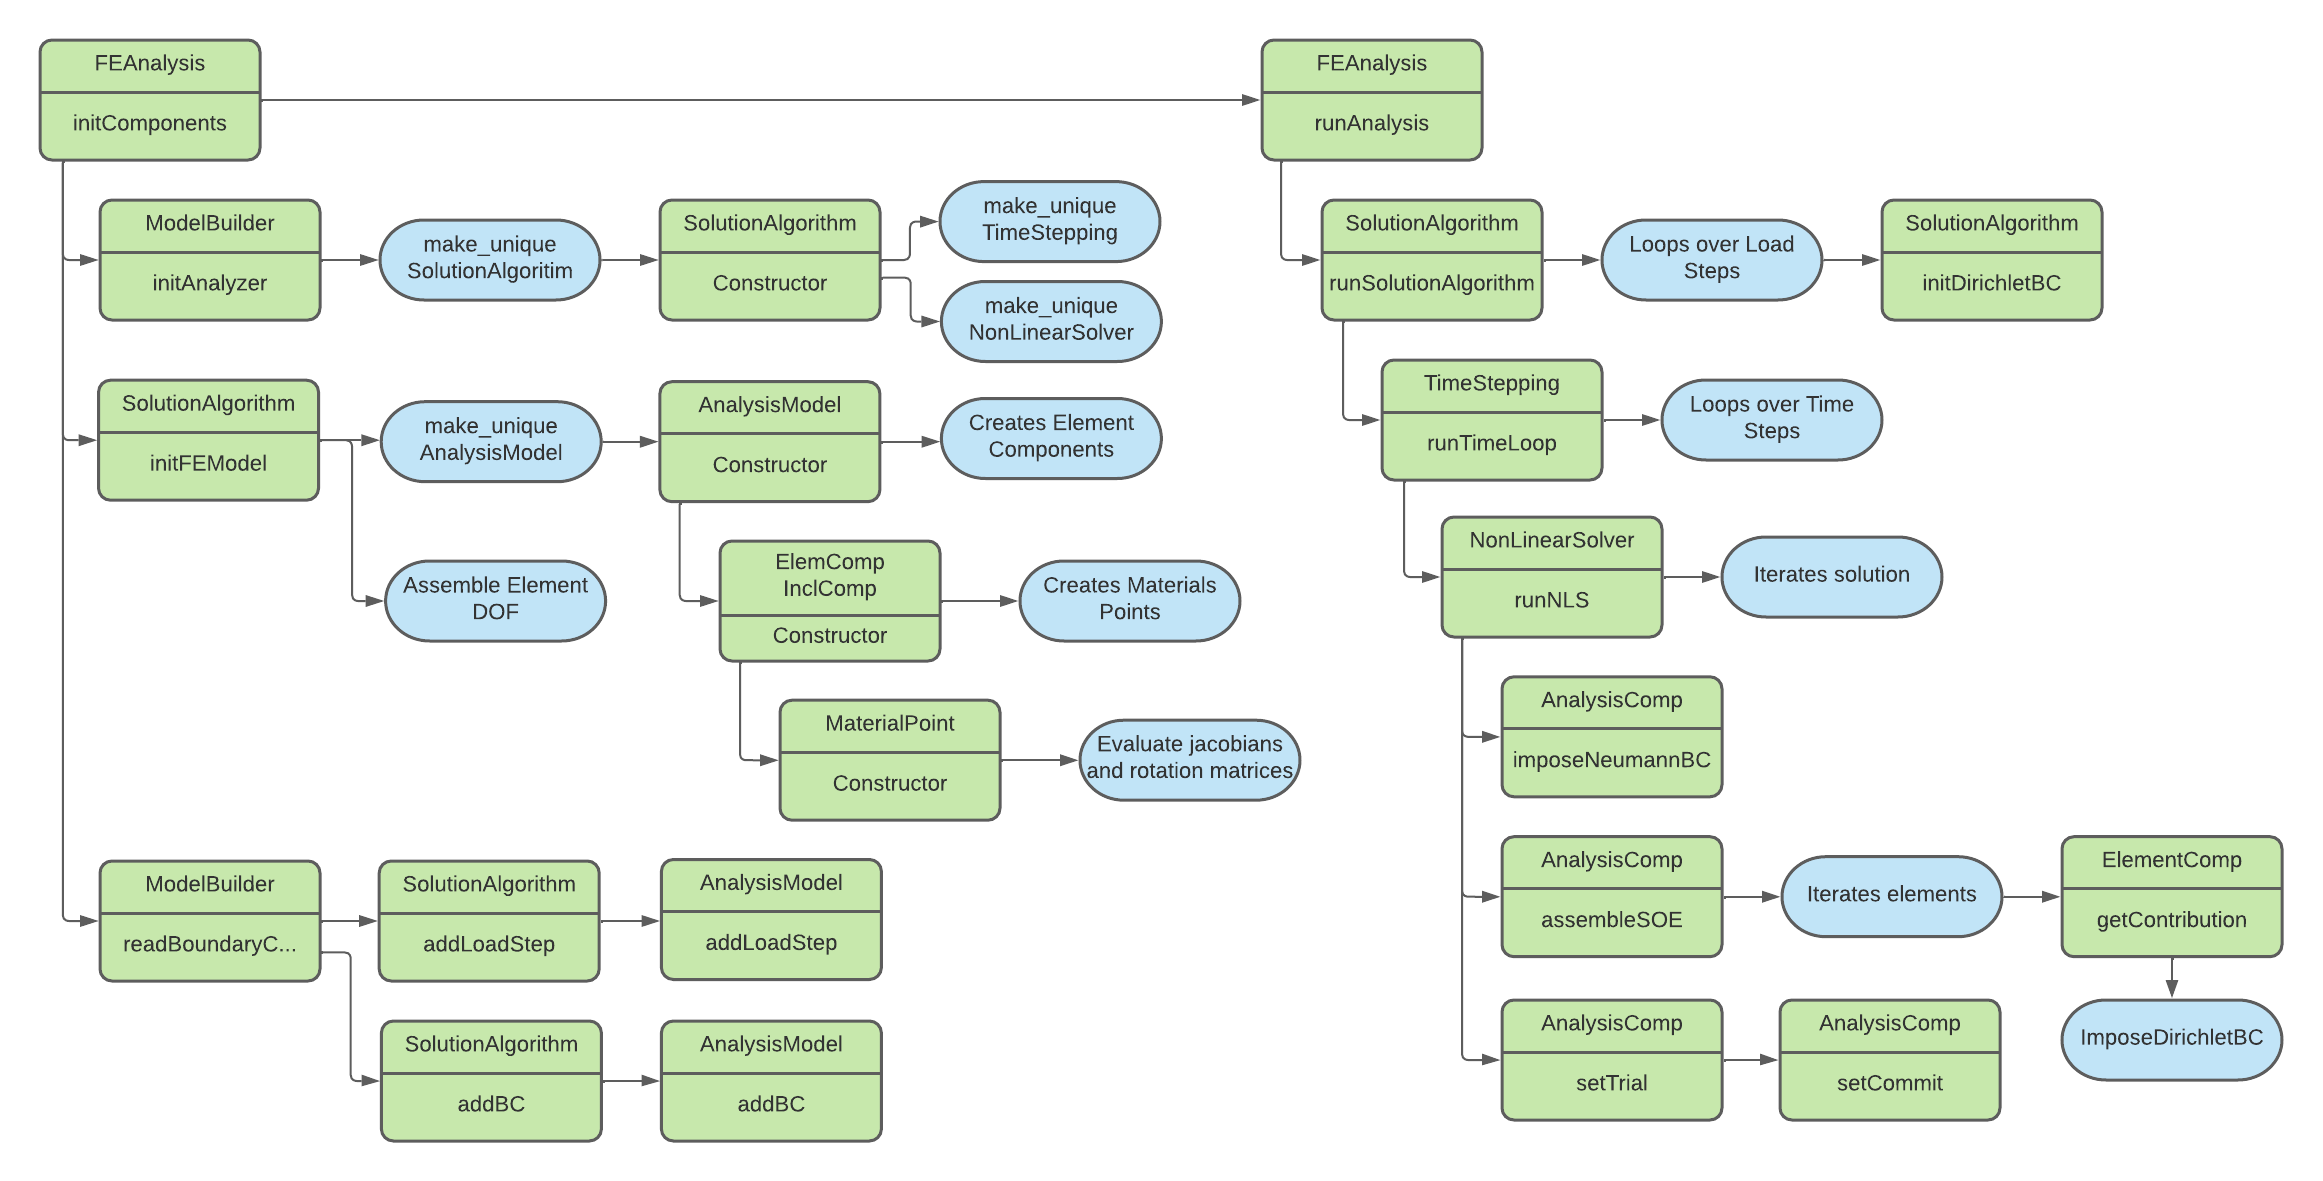 FEAnalysis
initComponents
FEAnalysis
runAnalysis
ModelBuilder
initAnalyzer
make_unique
SolutionAlgoritim
SolutionAlgorithm
Constructor
make_unique
TimeStepping
make_unique
NonLinearSolver
SolutionAlgorithm
initFEModel
make_unique
AnalysisModel
AnalysisModel
Constructor
Creates Element
Components
Assemble Element
DOF
ElemComp
InclComp
Constructor
Creates Materials
Points
MaterialPoint
Constructor
Evaluate jacobians
and rotation matrices
ModelBuilder
readBoundaryC...
SolutionAlgorithm
addLoadStep
AnalysisModel
addLoadStep
SolutionAlgorithm
addBC
AnalysisModel
addBC
SolutionAlgorithm
runSolutionAlgorithm
Loops over Load
Steps
SolutionAlgorithm
initDirichletBC
TimeStepping
runTimeLoop
Loops over Time
Steps
NonLinearSolver
runNLS
Iterates solution
AnalysisComp
imposeNeumannBC
AnalysisComp
assembleSOE
Iterates elements
ElementComp
getContribution
ImposeDirichletBC
AnalysisComp
setTrial
AnalysisComp
setCommit